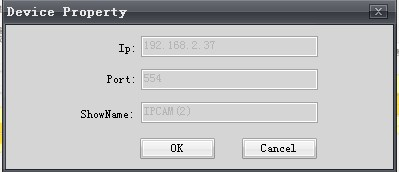 Device Property
Ip: 192.168.2.37
Port: 554
ShowName: IPCAM(2)
OK Cancel